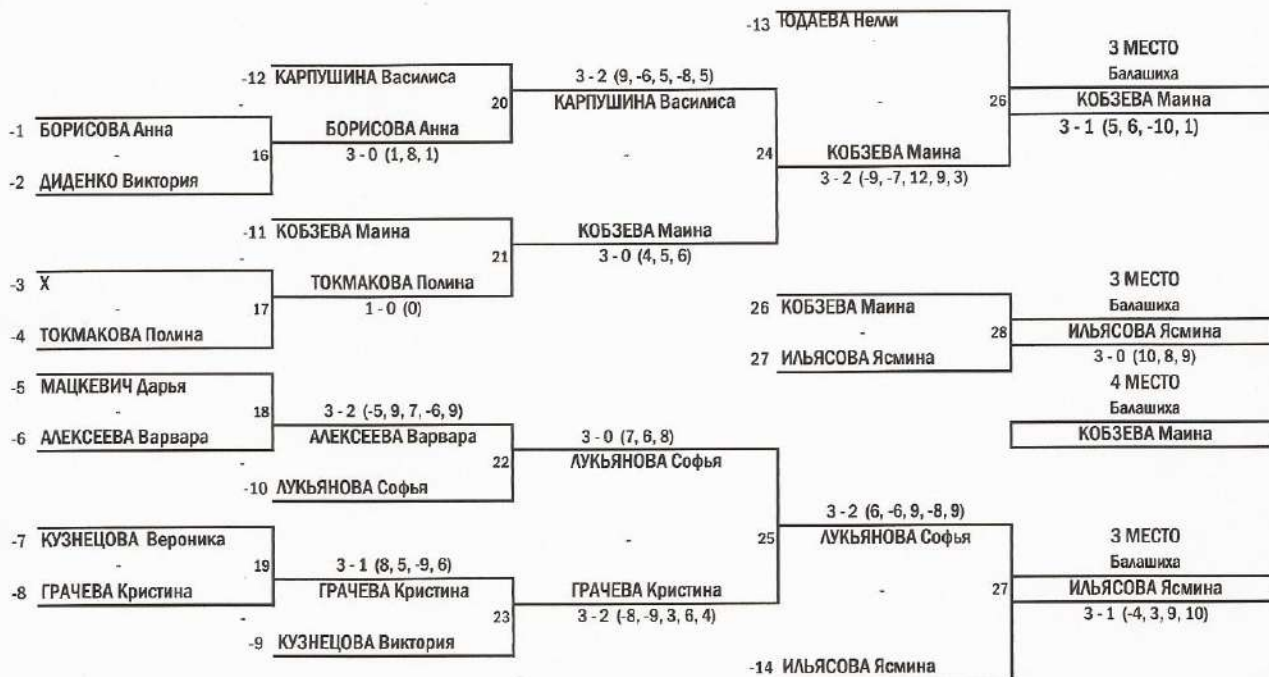 -13 ЮДАЕВА Нелли
3 МЕСТО
-12 КАРПУШИНА Василиса
3 - 2 (9, -6, 5, -8, 5)
Балашиха
-
20
КАРПУШИНА Василиса
-
26
КОБЗЕВА Маина
-1 БОРИСОВА Анна
БОРИСОВА Анна
3 - 1 (5, 6, -10, 1)
-
16
3 - 0 (1, 8, 1)
-
24
КОБЗЕВА Маина
-2 ДИДЕНКО Виктория
3 - 2 (-9, -7, 12, 9, 3)
-11 КОБЗЕВА Маина
КОБЗЕВА Маина
-
21
3 - 0 (4, 5, 6)
-3 X
ТОКМАКОВА Полина
3 МЕСТО
-
17
1 - 0 (0)
26 КОБЗЕВА Маина
Балашиха
-4 ТОКМАКОВА Полина
-
28
ИЛЬЯСОВА Ясмина
27 ИЛЬЯСОВА Ясмина
3 - 0 (10, 8, 9)
-5 МАЦКЕВИЧ Дарья
4 МЕСТО
-
18
3 - 2 (-5, 9, 7, -6, 9)
Балашиха
-6 АЛЕКСЕЕВА Варвара
АЛЕКСЕЕВА Варвара
3 - 0 (7, 6, 8)
КОБЗЕВА Маина
-
22
ЛУКЬЯНОВА Софья
-10 ЛУКЬЯНОВА Софья
3 - 2 (6, -6, 9, -8, 9)
-7 КУЗНЕЦОВА Вероника
-
25
ЛУКЬЯНОВА Софья
3 МЕСТО
-
19
3 - 1 (8, 5, -9, 6)
Балашиха
-8 ГРАЧЕВА Кристина
ГРАЧЕВА Кристина
ГРАЧЕВА Кристина
-
27
ИЛЬЯСОВА Ясмина
-
23
3 - 2 (-8, -9, 3, 6, 4)
3 - 1 (-4, 3, 9, 10)
-9 КУЗНЕЦОВА Виктория
-14 ИЛЬЯСОВА Ясмина